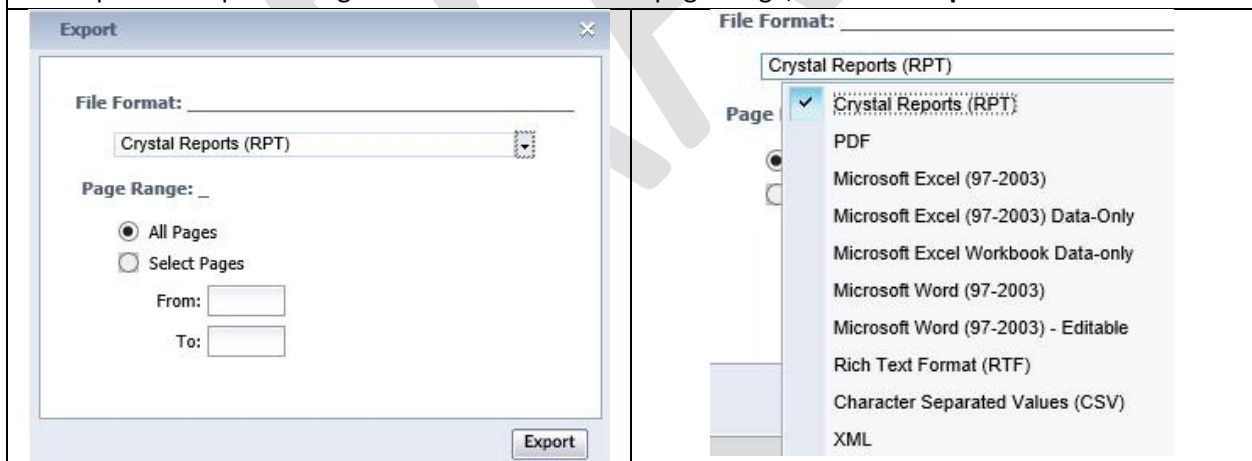 Export
File Format:
Crystal Reports (RPT)
Page Range: _
All Pages
Select Pages
From:
To:
Export
File Format:
Crystal Reports (RPT)
Page
Crystal Reports (RPT)
PDF
Microsoft Excel (97-2003)
Microsoft Excel (97-2003) Data-Only
Microsoft Excel Workbook Data-only
Microsoft Word (97-2003)
Microsoft Word (97-2003) - Editable
Rich Text Format (RTF)
Character Separated Values (CSV)
XML